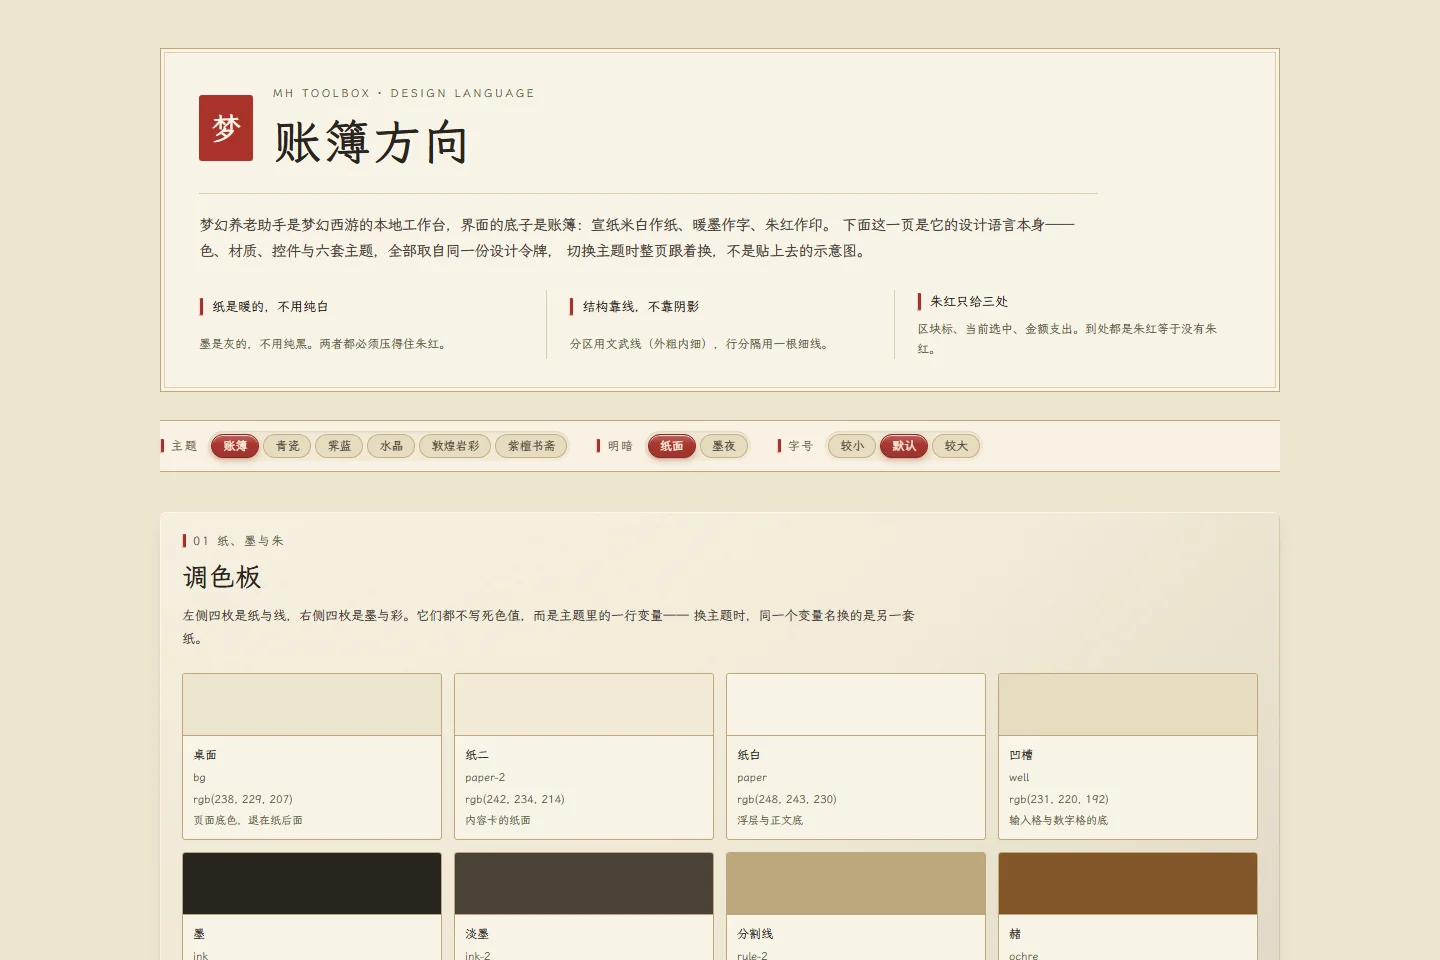 梦
MH TOOLBOX • DESIGN LANGUAGE
账簿方向
梦幻养老助手是梦幻西游的本地工作台，界面的底子是账簿：宣纸米白作纸、暖墨作字、朱红作印。 下面这一页是它的设计语言本身——
色、材质、控件与六套主题，全部取自同一份设计令牌， 切换主题时整页跟着换，不是贴上去的示意图。
纸是暖的，不用纯白
墨是灰的，不用纯黑。两者都必须压得住朱红。
结构靠线，不靠阴影
分区用文武线（外粗内细），行分隔用一根细线。
朱红只给三处
区块标、当前选中、金额支出。到处都是朱红等于没有朱
红。
主题 账簿 青瓷 霁蓝 水晶 敦煌岩彩 紫檀书斋 明暗 纸面 墨夜 字号 较小 默认 较大
01 纸、墨与朱
调色板
左侧四枚是纸与线，右侧四枚是墨与彩。它们都不写死色值，而是主题里的一行变量—— 换主题时，同一个变量名换的是另一套
纸。
桌面
bg
rgb(238, 229, 207)
页面底色，退在纸后面
纸二
paper-2
rgb(242, 234, 214)
内容卡的纸面
纸白
paper
rgb(248, 243, 230)
浮层与正文底
凹槽
well
rgb(231, 220, 192)
输入格与数字格的底
墨
ink
淡墨
ink-2
分割线
rule-2
赭
ochre